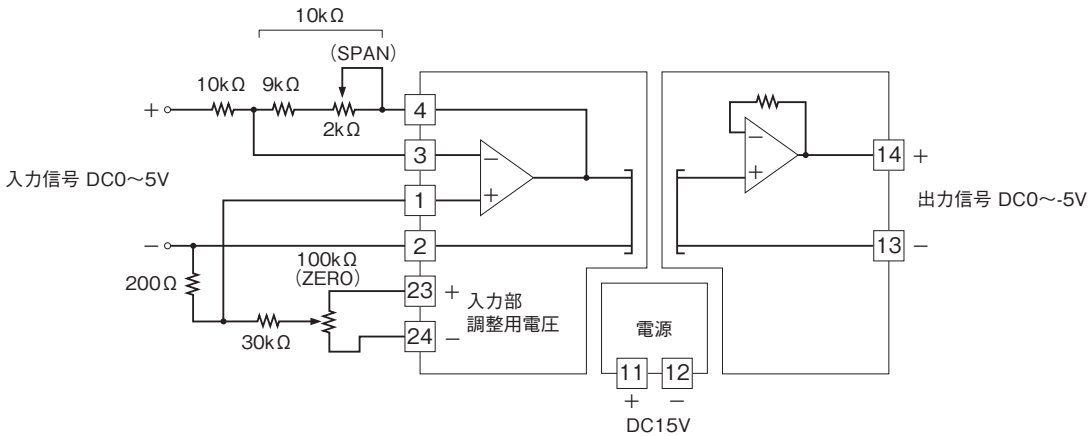 10kΩ
(SPAN)
10kΩ
9kΩ
2kΩ
+
4
3
1
2
23
24
−
+
−
+
14
+
13
−
入力信号 DC0～5V
出力信号 DC0～-5V
−
200Ω
100kΩ
(ZERO)
30kΩ
+
−
入力部
調整用電圧
電源
11
12
+
−
DC15V